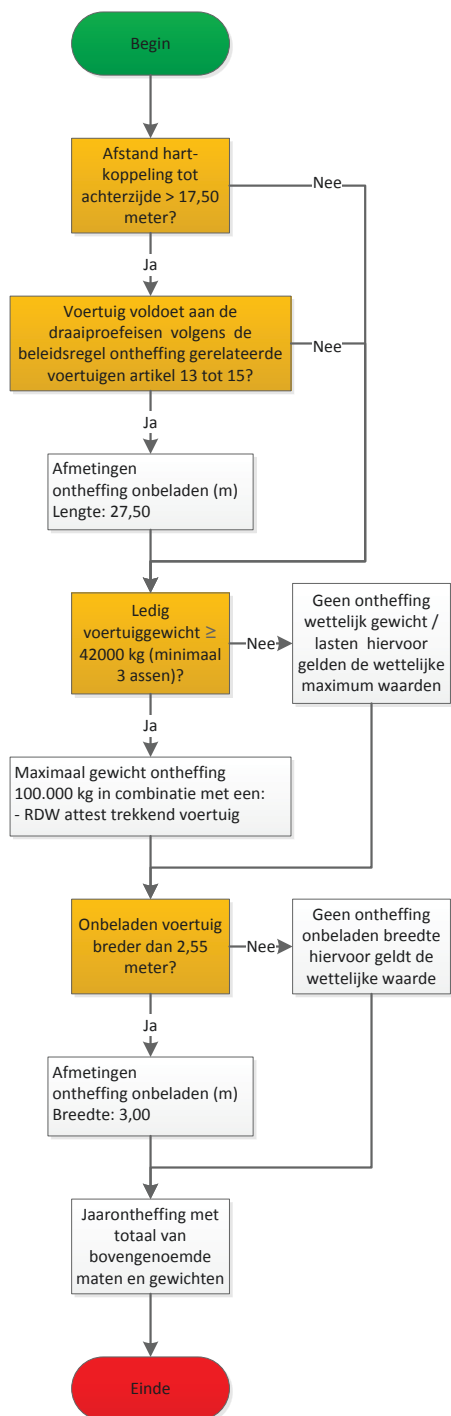 Begin
Afstand hart-
koppeling tot
achterzijde > 17,50
meter?
Nee
Ja
Voertuig voldoet aan de
draaiproefeisen volgens de
beleidsregel ontheffing gerelateerde
voertuigen artikel 13 tot 15?
Nee
Ja
Afmetingen
ontheffing onbeladen (m)
Lengte: 27,50
Ledig
voertuiggewicht ≥
42000 kg (minimaal
3 assen)?
Nee
Geen ontheffing
wettelijk gewicht /
lasten hiervoor
gelden de wettelijke
maximum waarden
Ja
Maximaal gewicht ontheffing
100.000 kg in combinatie met een:
- RDW attest trekkend voertuig
Onbeladen voertuig
breder dan 2,55
meter?
Nee
Geen ontheffing
onbeladen breedte
hiervoor geldt de
wettelijke waarde
Ja
Afmetingen
ontheffing onbeladen (m)
Breedte: 3,00
Jaarontheffing met
totaal van
bovengenoemde
maten en gewichten
Einde